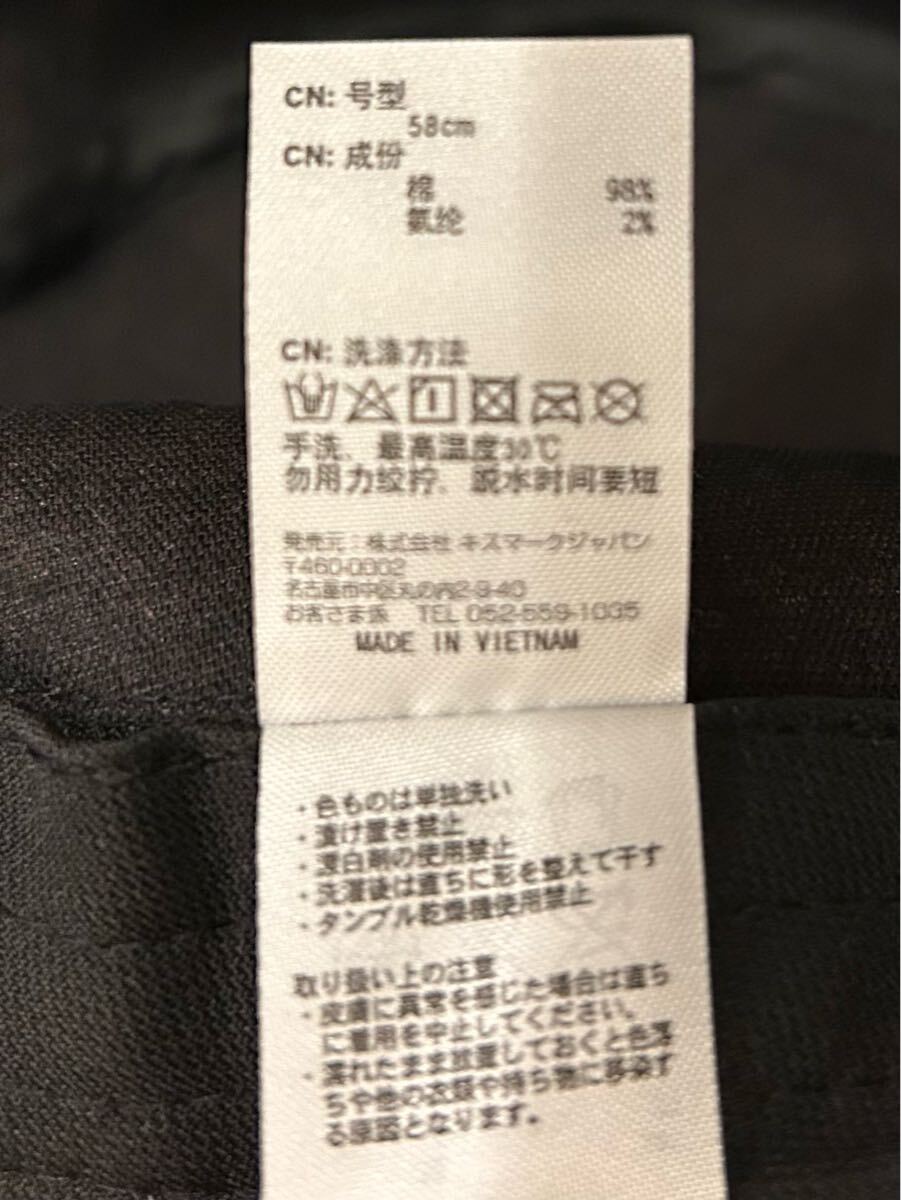 CN: 号型
58cm
CN: 成份
棉 98%
氨纶 2%
CN: 洗涤方法
手洗、最高温度30℃
勿用力绞拧、脱水时间要短
発売元：株式会社 キスマークジャパン
〒460-0002
名古屋市中区丸の内2-9-40
お客さま係 TEL 052-559-1035
MADE IN VIETNAM
・色ものは単独洗い
・漬け置き禁止
・漂白剤の使用禁止
・洗濯後は直ちに形を整えて干す
・タンブル乾燥機使用禁止
取り扱い上の注意
・皮膚に異常を感じた場合は直ち
に着用を中止してください。
・濡れたまま放置しておくと色落
ちや他の衣類や持ち物に移染す
る原因となります。